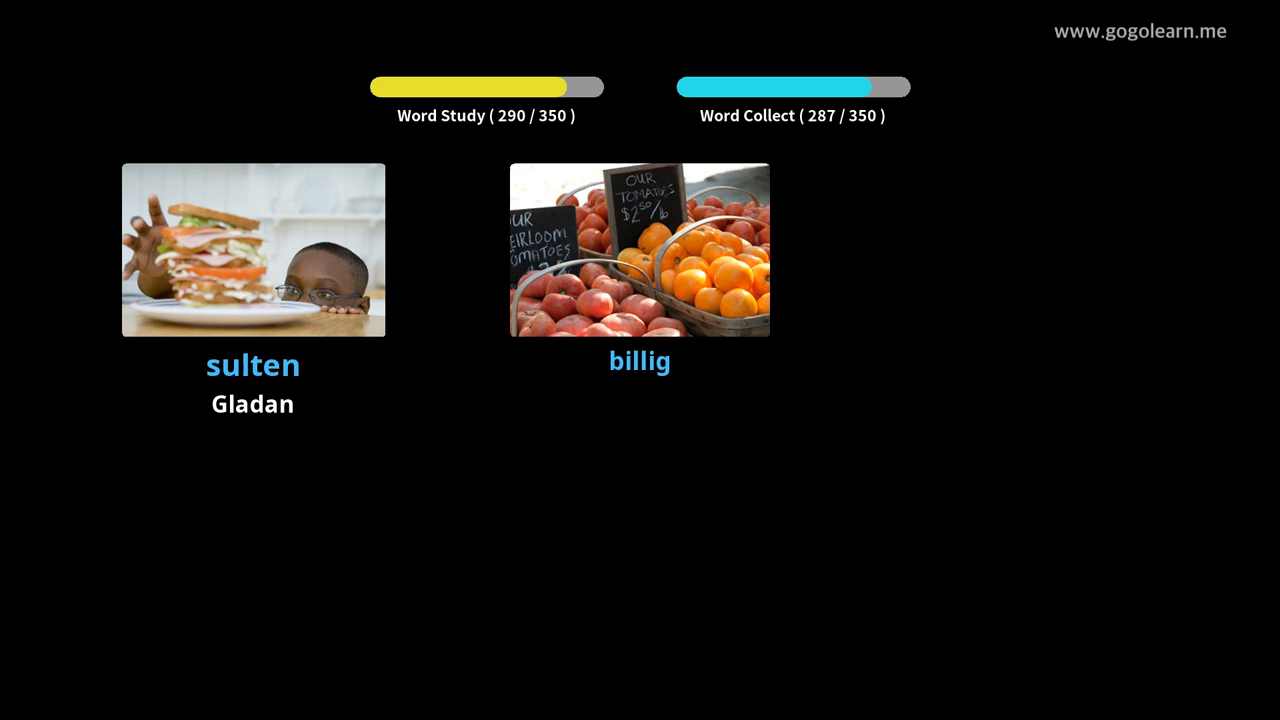 www.gogolearn.me
Word Study ( 290 / 350 )
Word Collect ( 287 / 350 )
OUR
TOMATOES
$2.50/lb
UR
EIRLOOM
OMATOES
sulten
billig
Gladan